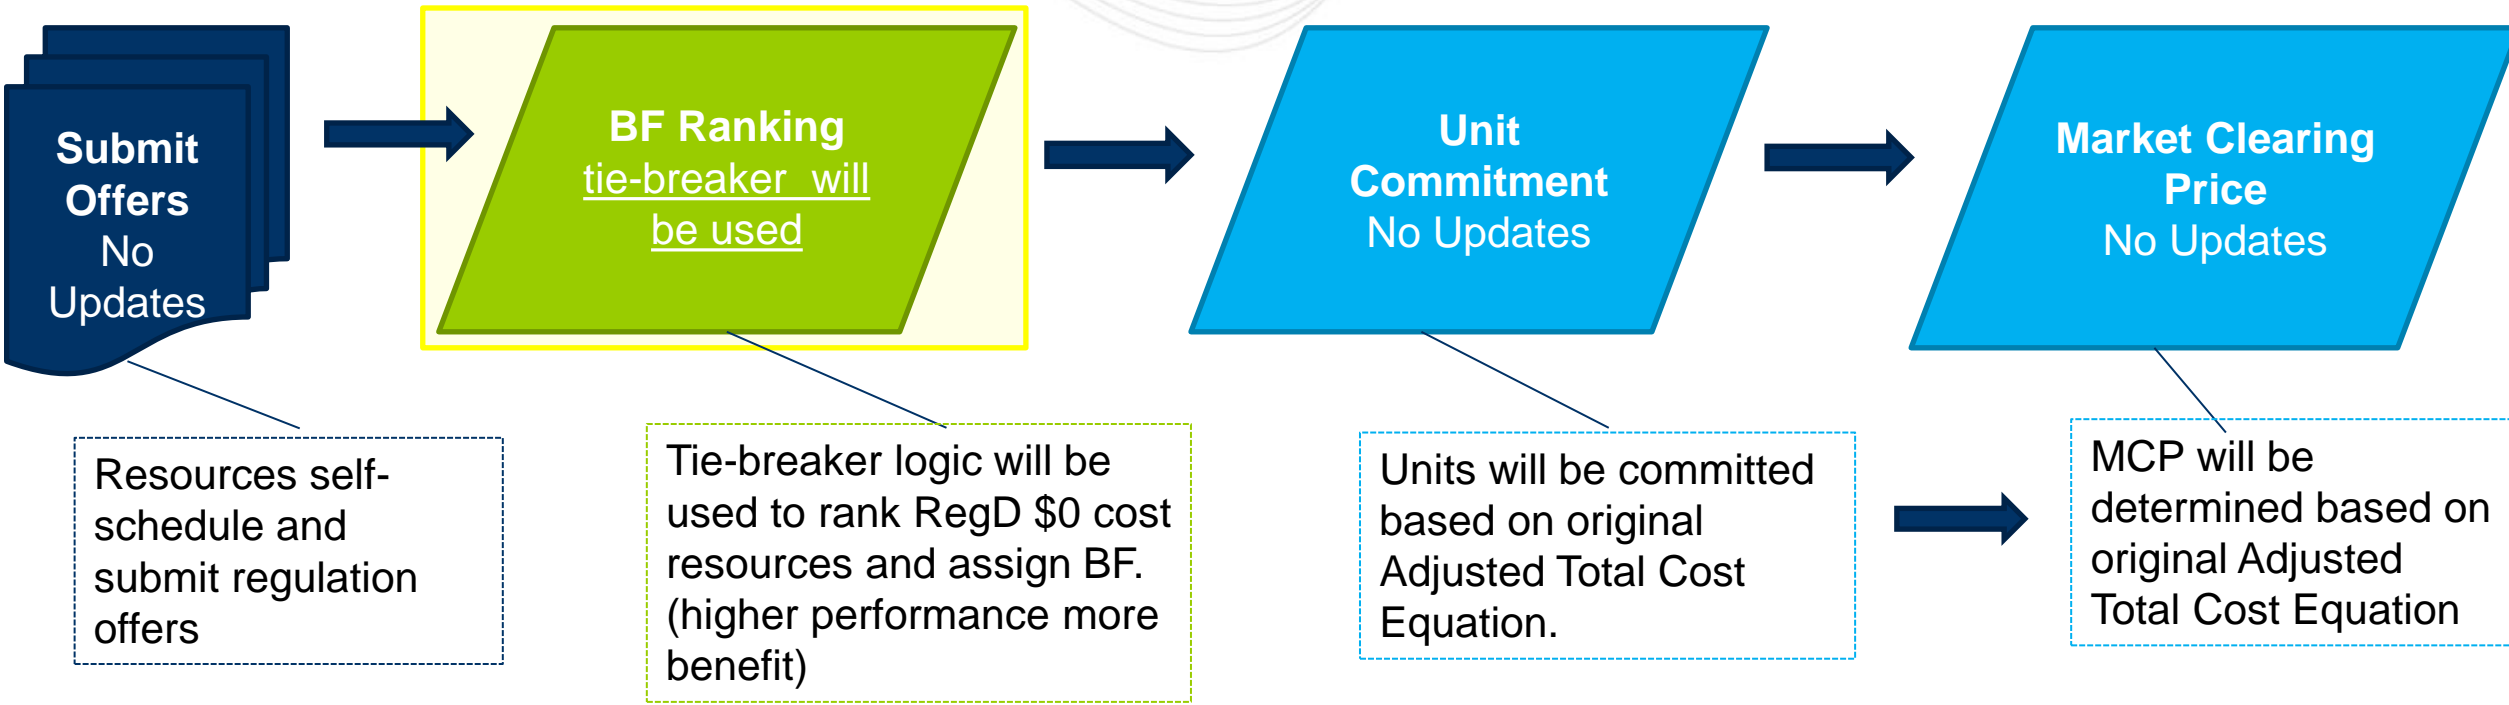 Submit
Offers
No
Updates
BF Ranking
tie-breaker will
be used
Unit
Commitment
No Updates
Market Clearing
Price
No Updates
Resources self-
schedule and
submit regulation
offers
Tie-breaker logic will be
used to rank RegD $0 cost
resources and assign BF.
(higher performance more
benefit)
Units will be committed
based on original
Adjusted Total Cost
Equation.
MCP will be
determined based on
original Adjusted
Total Cost Equation